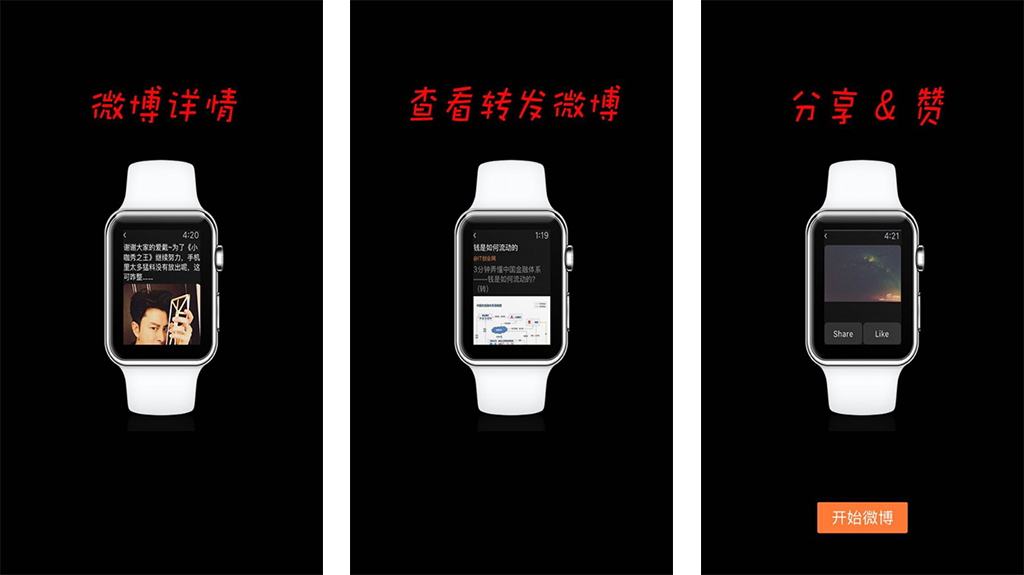 微博详情
4:20
谢谢大家的爱戴~为了《小
咖秀之王》继续努力，手机
里太多猛料没有放出呢，这
可咋整……
查看转发微博
1:19
钱是如何流动的
@IT创业网
3分钟弄懂中国金融体系
——钱是如何流动的？
（转）
分享 & 赞
4:21
Share
Like
开始微博